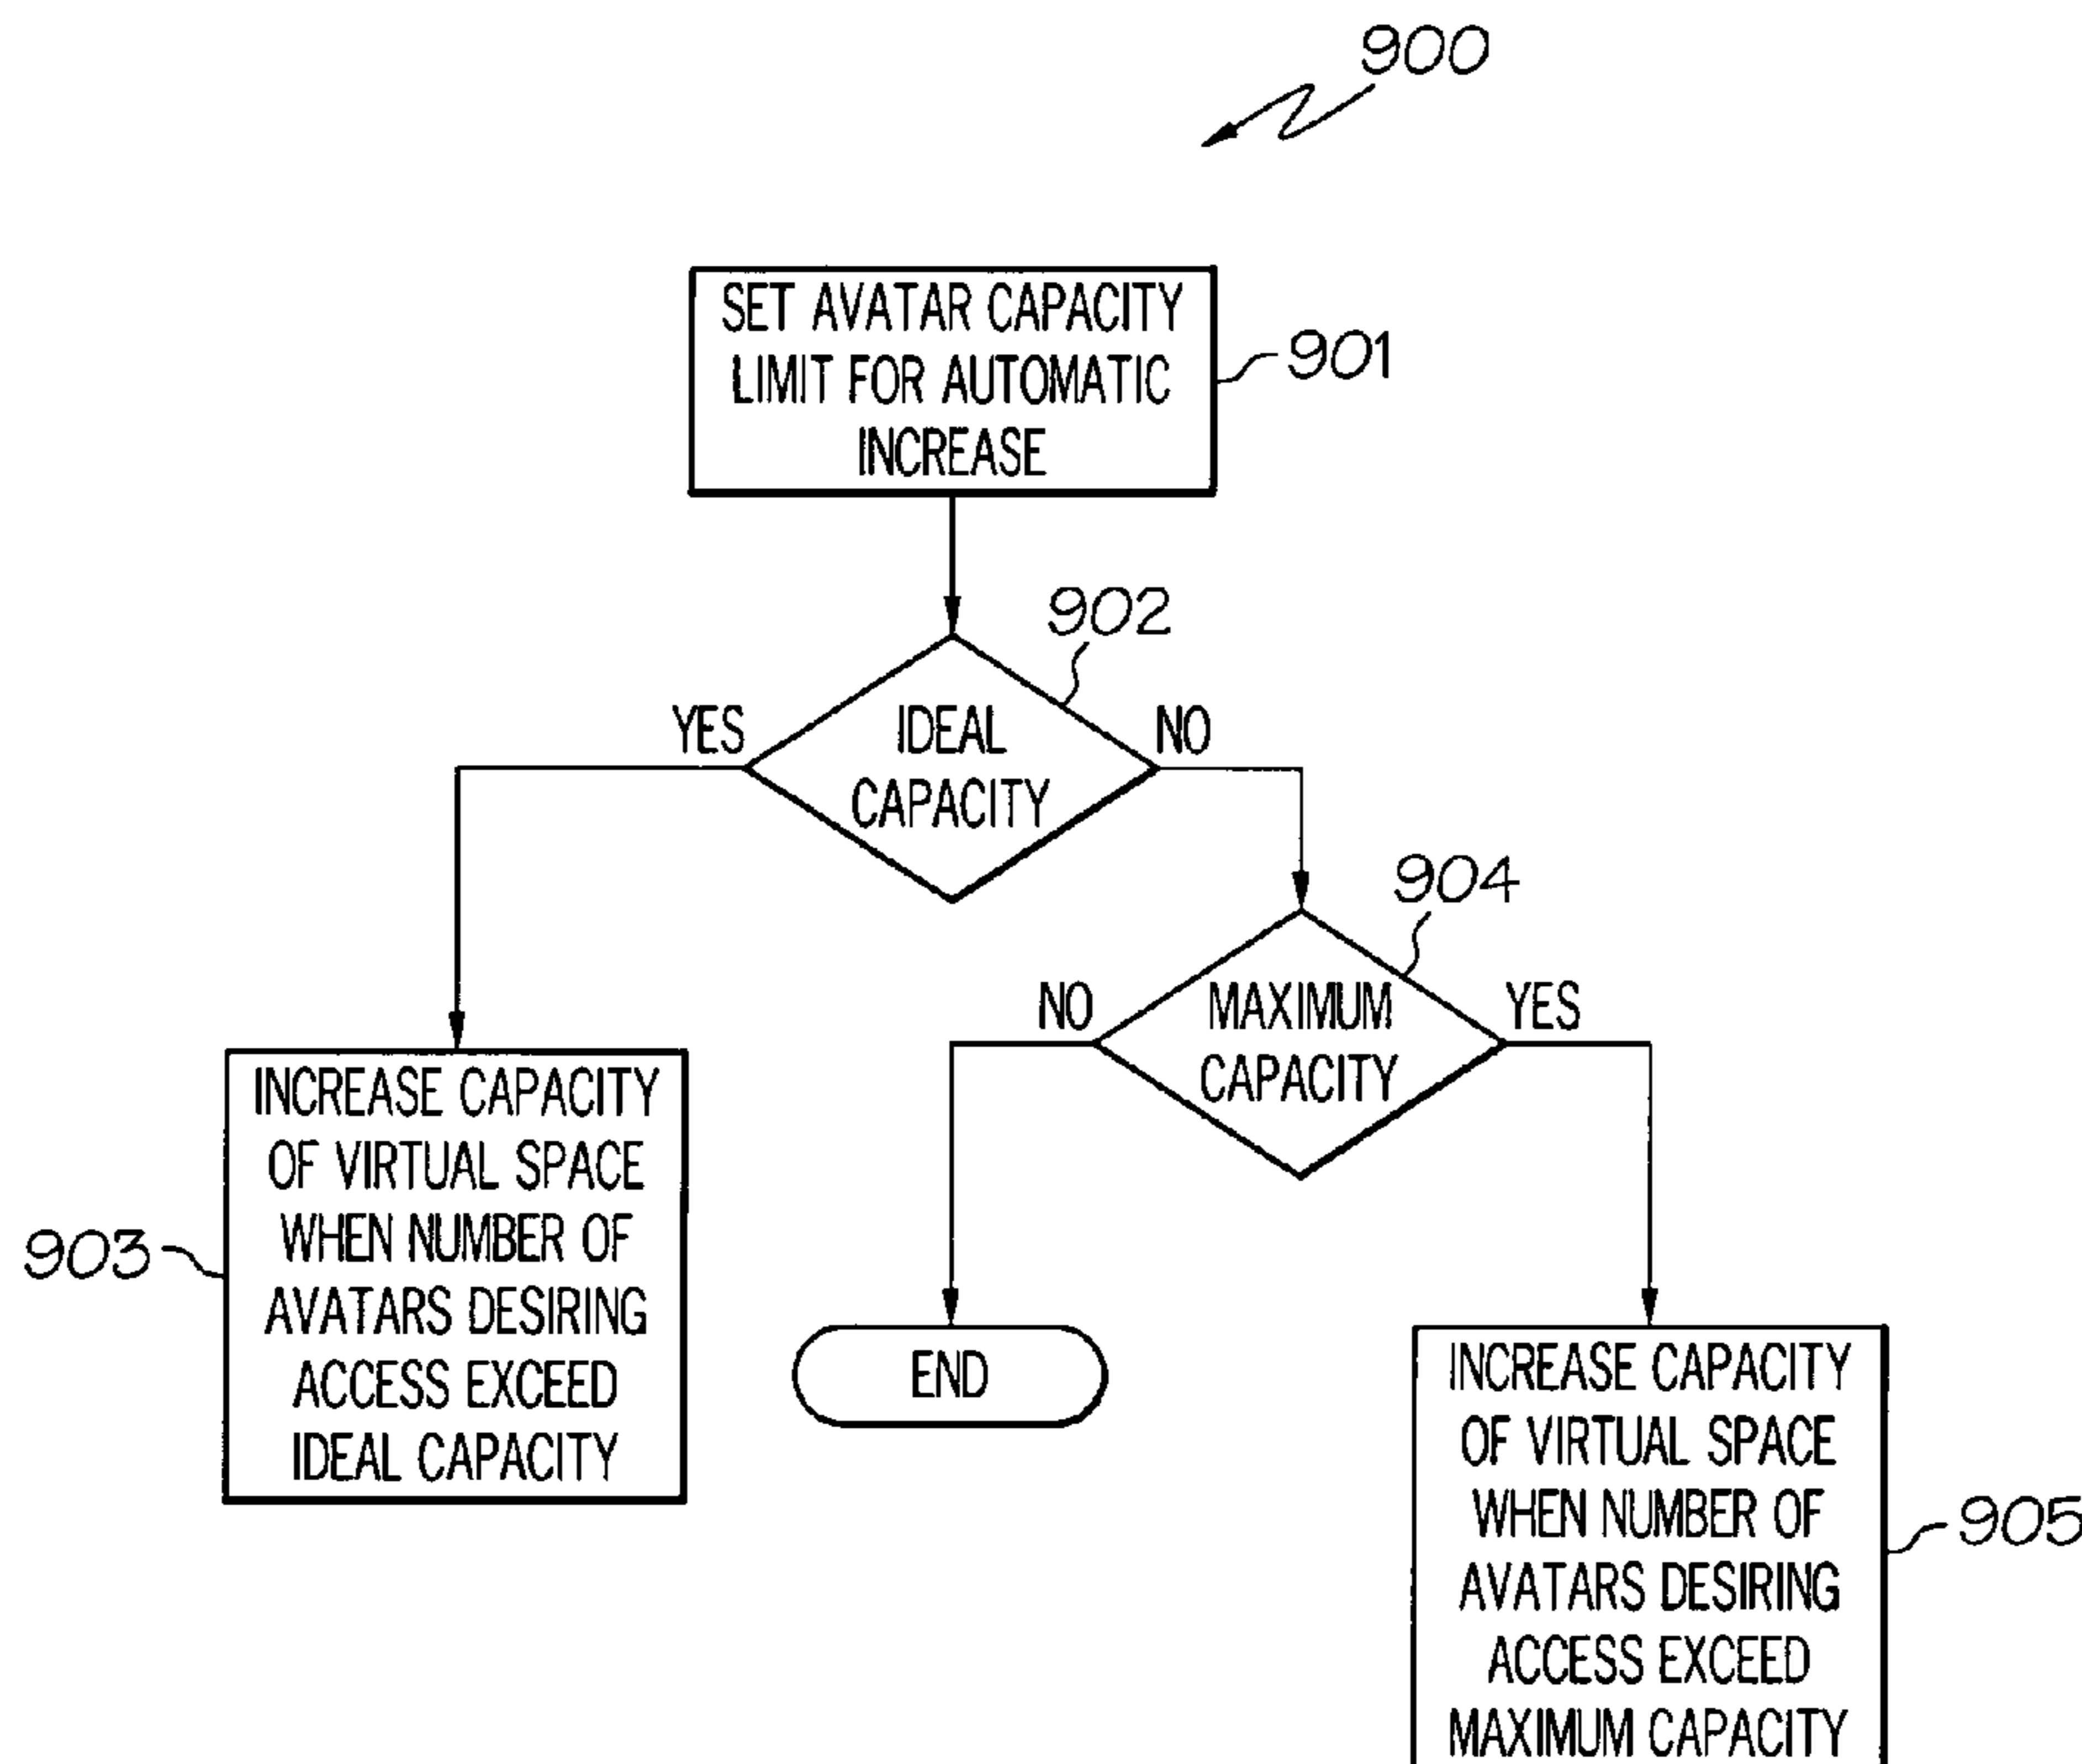 900
SET AVATAR CAPACITY
LIMIT FOR AUTOMATIC
INCREASE
901
902
YES
IDEAL
CAPACITY
NO
904
NO
MAXIMUM
CAPACITY
YES
903
INCREASE CAPACITY
OF VIRTUAL SPACE
WHEN NUMBER OF
AVATARS DESIRING
ACCESS EXCEED
IDEAL CAPACITY
END
INCREASE CAPACITY
OF VIRTUAL SPACE
WHEN NUMBER OF
AVATARS DESIRING
ACCESS EXCEED
MAXIMUM CAPACITY
905